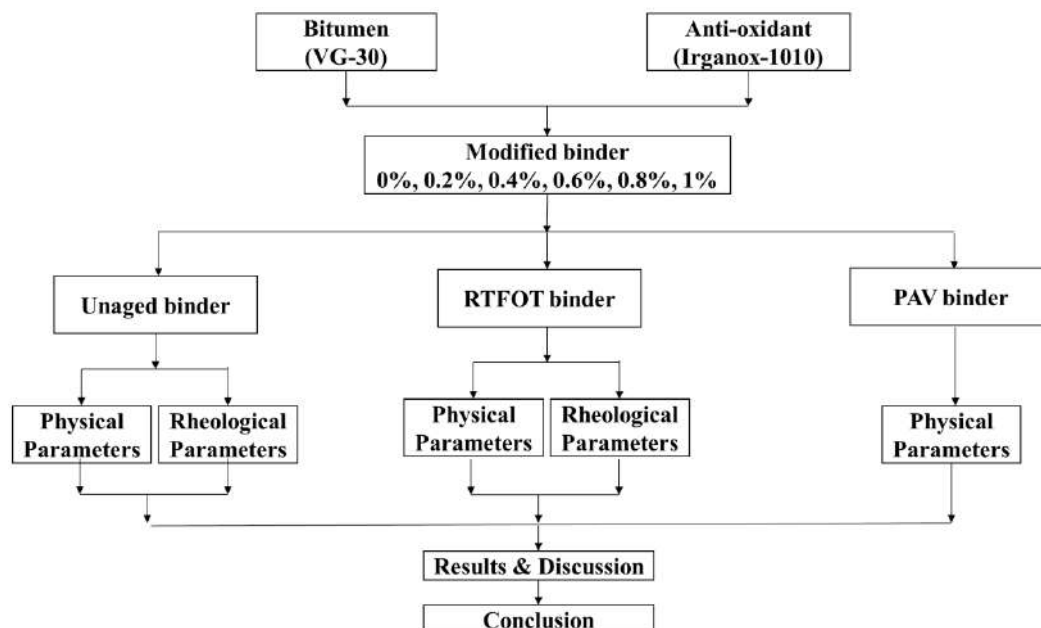 Bitumen
(VG-30)
Anti-oxidant
(Irganox-1010)
Modified binder
0%, 0.2%, 0.4%, 0.6%, 0.8%, 1%
Unaged binder
RTFOT binder
PAV binder
Physical
Parameters
Rheological
Parameters
Physical
Parameters
Rheological
Parameters
Physical
Parameters
Results & Discussion
Conclusion